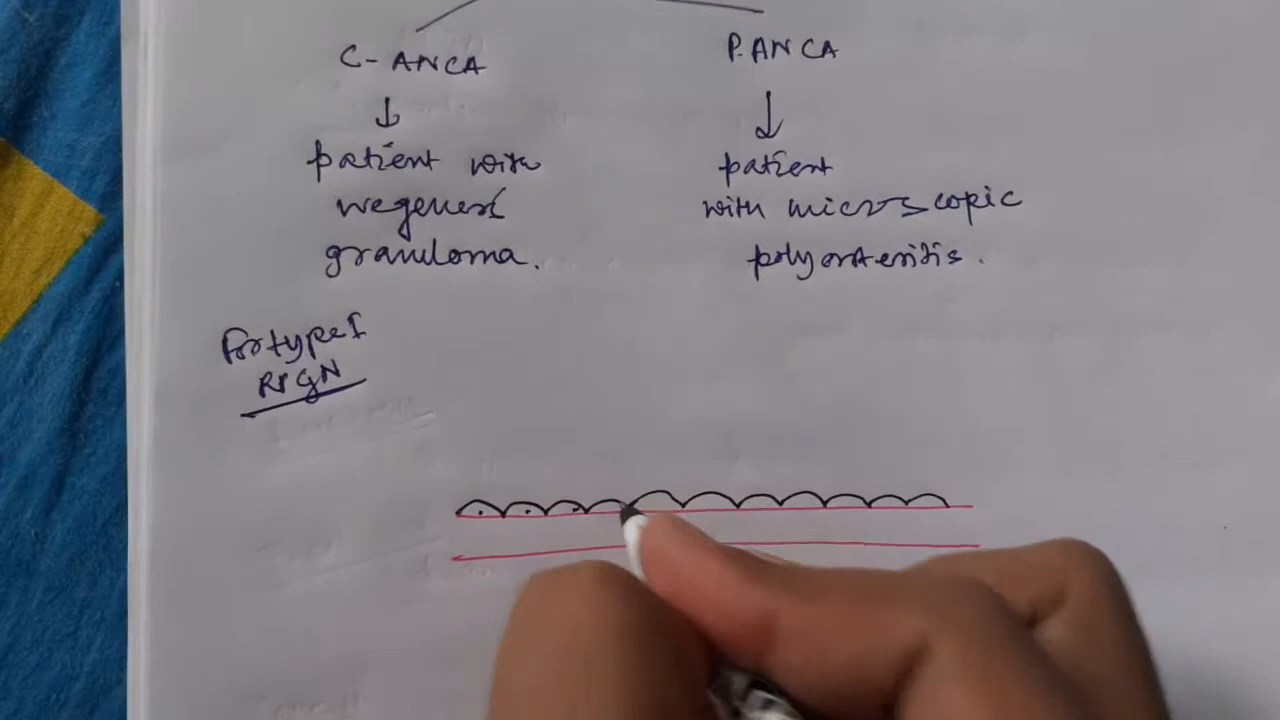 C-ANCA
P-ANCA
patient with
wegeners
granuloma.
patient
with microscopic
polyarteritis.
For type I
RPGN